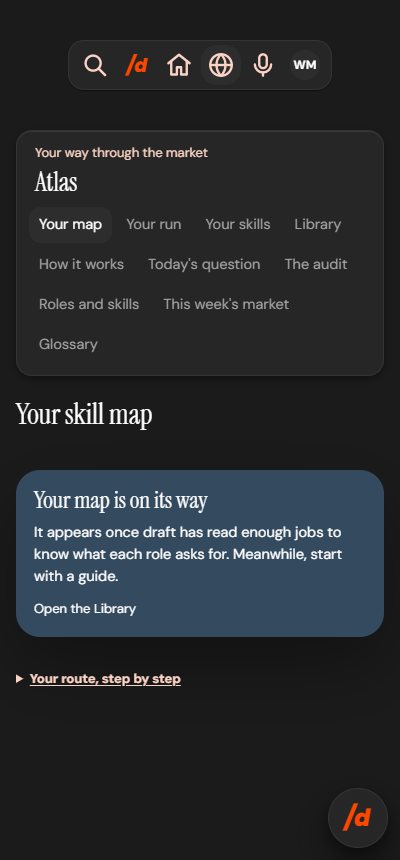 /d
WM
Your way through the market
Atlas
Your map Your run Your skills Library
How it works Today's question The audit
Roles and skills This week's market
Glossary
Your skill map
Your map is on its way
It appears once draft has read enough jobs to
know what each role asks for. Meanwhile, start
with a guide.
Open the Library
Your route, step by step
/d